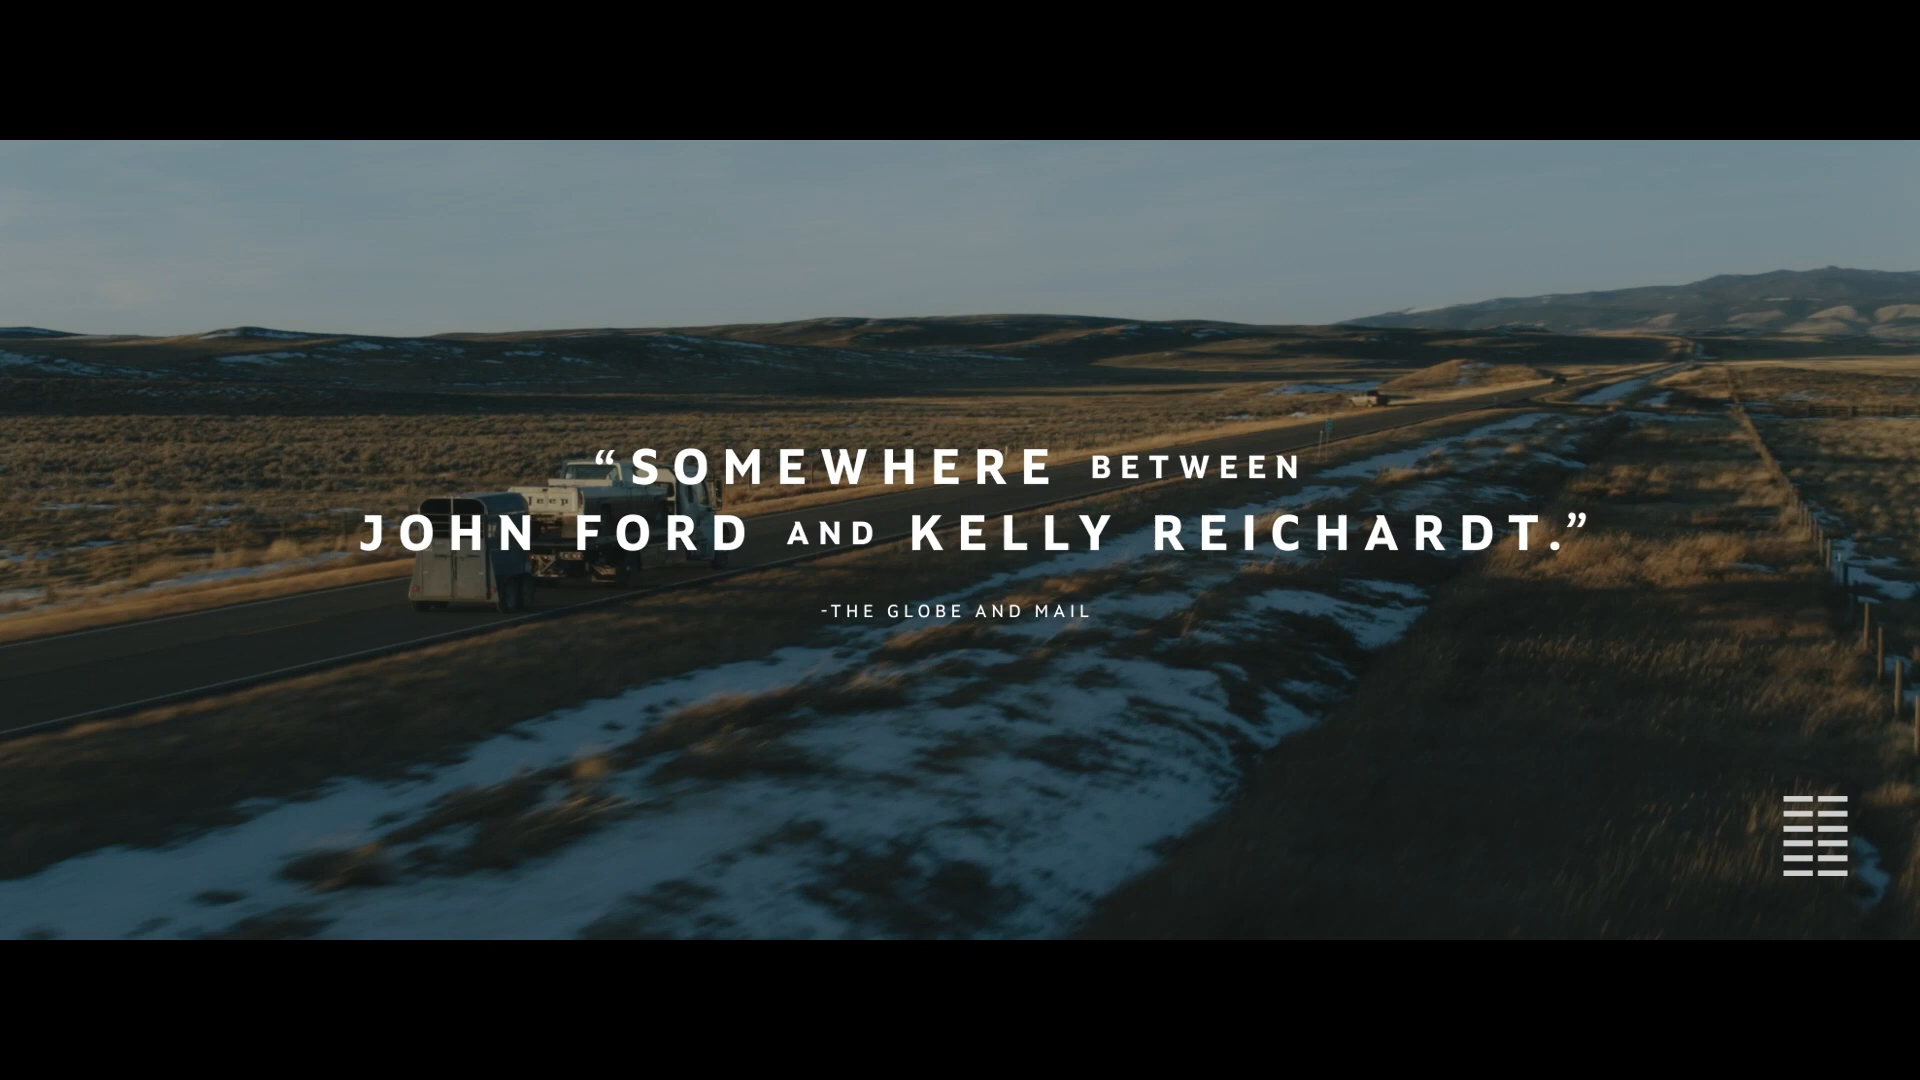 “SOMEWHERE BETWEEN
JOHN FORD AND KELLY REICHARDT.”
-THE GLOBE AND MAIL